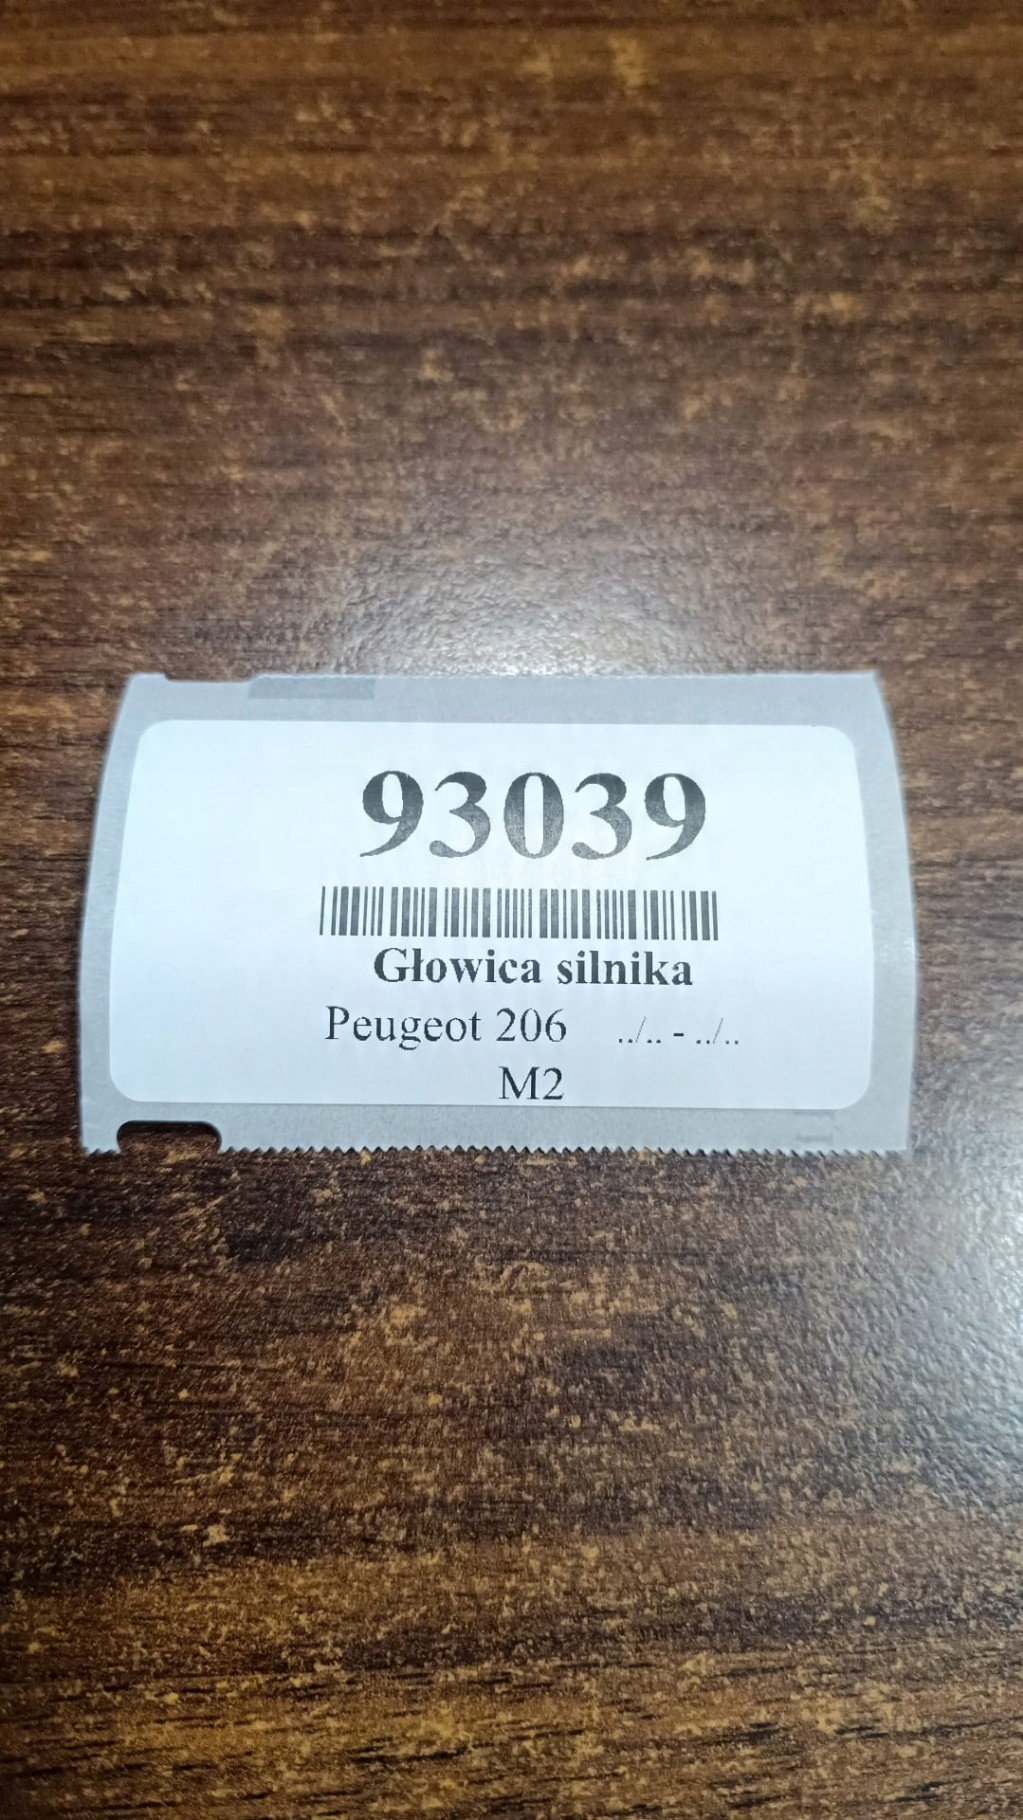 93039
Głowica silnika
Peugeot 206 ../.. - ../..
M2